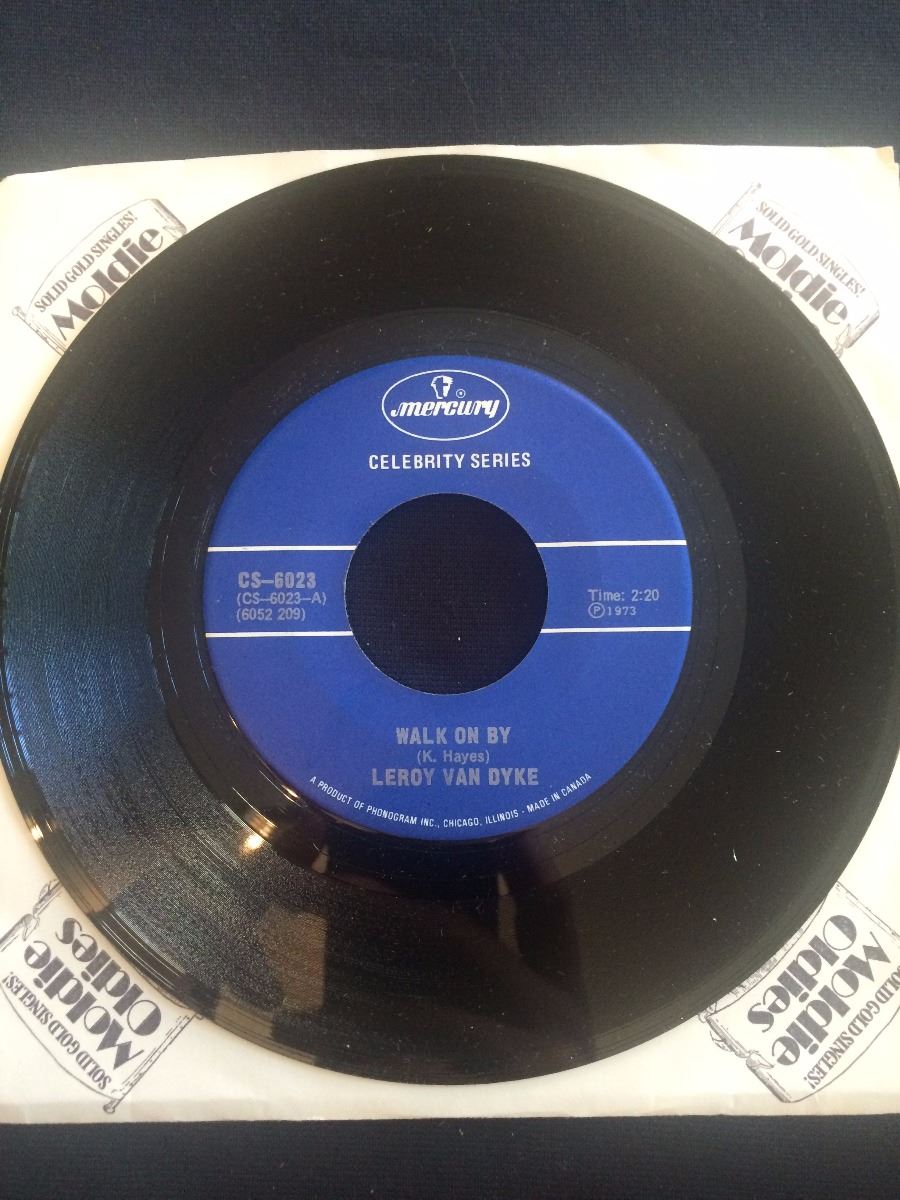 SOLID GOLD SINGLES!
Moldie
SOLID GOLD SINGLES!
Moldie
mercury
CELEBRITY SERIES
CS-6023
(CS-6023-A)
(6052 209)
Time: 2:20
Ⓟ1973
WALK ON BY
(K. Hayes)
LEROY VAN DYKE
A PRODUCT OF PHONOGRAM INC., CHICAGO, ILLINOIS - MADE IN CANADA
SOLID GOLD SINGLES!
Moldie
Oldies
SOLID GOLD SINGLES!
Moldie
Oldies